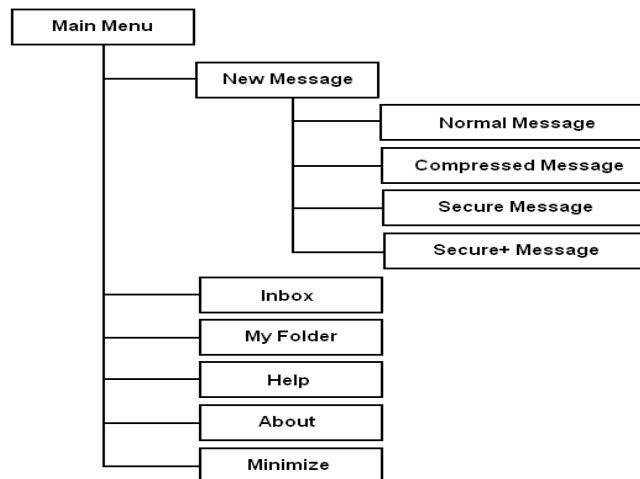 Main Menu
New Message
Normal Message
Compressed Message
Secure Message
Secure+ Message
Inbox
My Folder
Help
About
Minimize